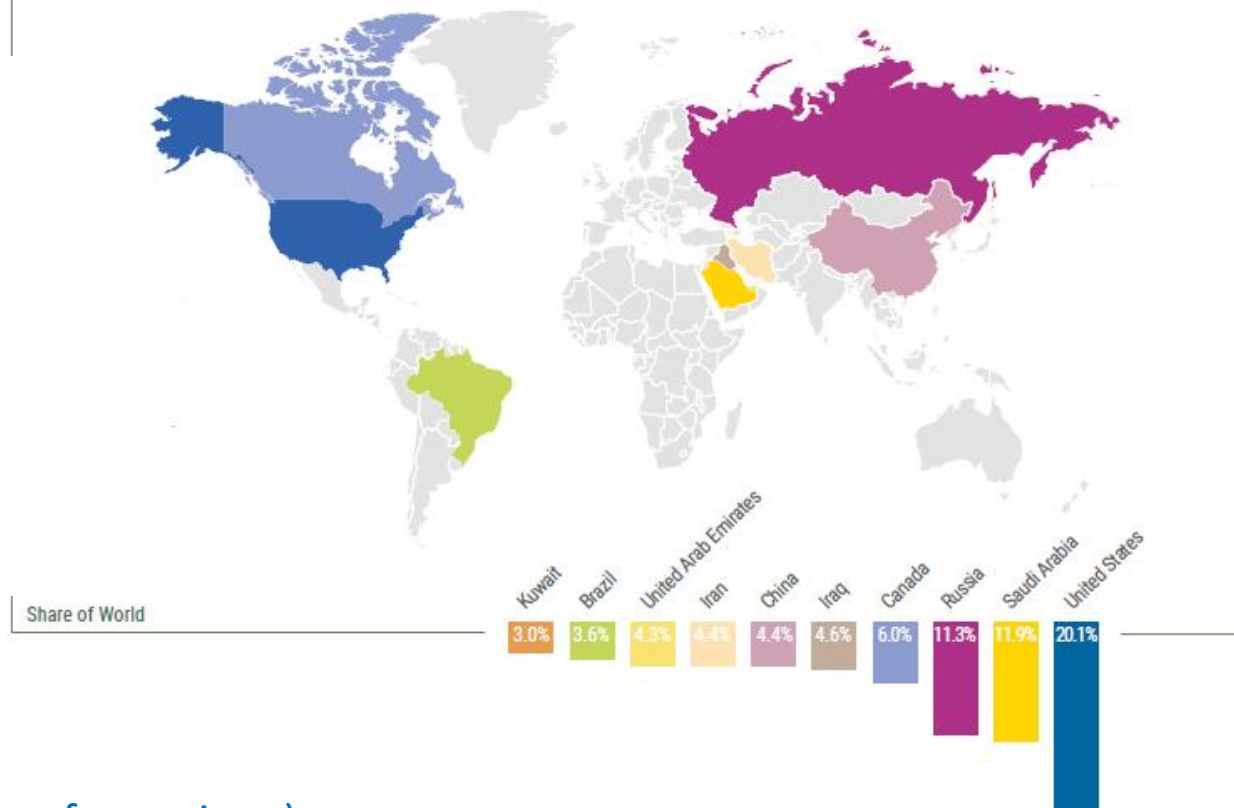 Kuwait
Brazil
United Arab Emirates
Iran
China
Iraq
Canada
Russia
Saudi Arabia
United States
Share of World
3.0% 3.6% 4.3% 4.4% 4.4% 4.6% 6.0% 11.3% 11.9% 20.1%